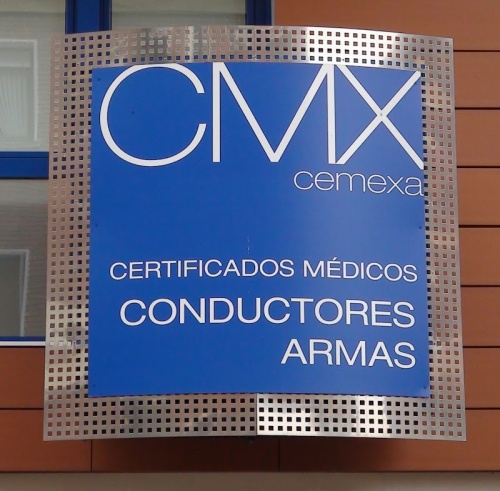 CMX
cemexa
CERTIFICADOS MÉDICOS
CONDUCTORES
ARMAS